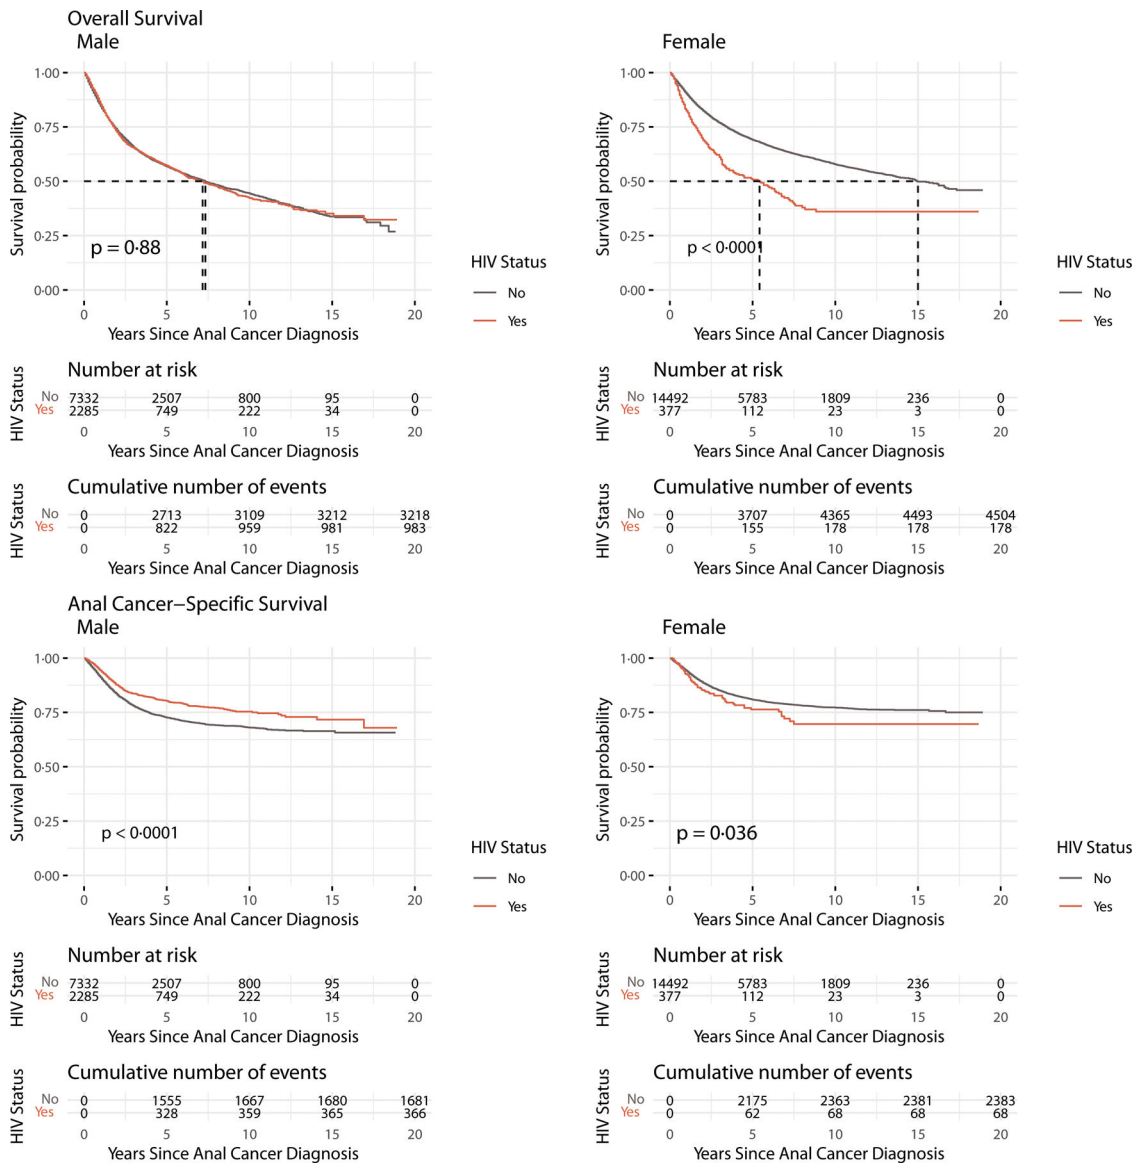 Overall Survival
Male
Female
1·00
0·75
0·50
0·25
0·00
Survival probability
p = 0·88
0 5 10 15 20
Years Since Anal Cancer Diagnosis
HIV Status
No
Yes
1·00
0·75
0·50
0·25
0·00
Survival probability
p < 0·0001
0 5 10 15 20
Years Since Anal Cancer Diagnosis
HIV Status
No
Yes
Number at risk
HIV Status
No 7332 2507 800 95 0
Yes 2285 749 222 34 0
0 5 10 15 20
Years Since Anal Cancer Diagnosis
Number at risk
HIV Status
No 14492 5783 1809 236 0
Yes 377 112 23 3 0
0 5 10 15 20
Years Since Anal Cancer Diagnosis
Cumulative number of events
HIV Status
No 0 2713 3109 3212 3218
Yes 0 822 959 981 983
0 5 10 15 20
Years Since Anal Cancer Diagnosis
Cumulative number of events
HIV Status
No 0 3707 4365 4493 4504
Yes 0 155 178 178 178
0 5 10 15 20
Years Since Anal Cancer Diagnosis
Anal Cancer–Specific Survival
Male
Female
1·00
0·75
0·50
0·25
0·00
Survival probability
p < 0·0001
0 5 10 15 20
Years Since Anal Cancer Diagnosis
HIV Status
No
Yes
1·00
0·75
0·50
0·25
0·00
Survival probability
p = 0·036
0 5 10 15 20
Years Since Anal Cancer Diagnosis
HIV Status
No
Yes
Number at risk
HIV Status
No 7332 2507 800 95 0
Yes 2285 749 222 34 0
0 5 10 15 20
Years Since Anal Cancer Diagnosis
Number at risk
HIV Status
No 14492 5783 1809 236 0
Yes 377 112 23 3 0
0 5 10 15 20
Years Since Anal Cancer Diagnosis
Cumulative number of events
HIV Status
No 0 1555 1667 1680 1681
Yes 0 328 359 365 366
0 5 10 15 20
Years Since Anal Cancer Diagnosis
Cumulative number of events
HIV Status
No 0 2175 2363 2381 2383
Yes 0 62 68 68 68
0 5 10 15 20
Years Since Anal Cancer Diagnosis